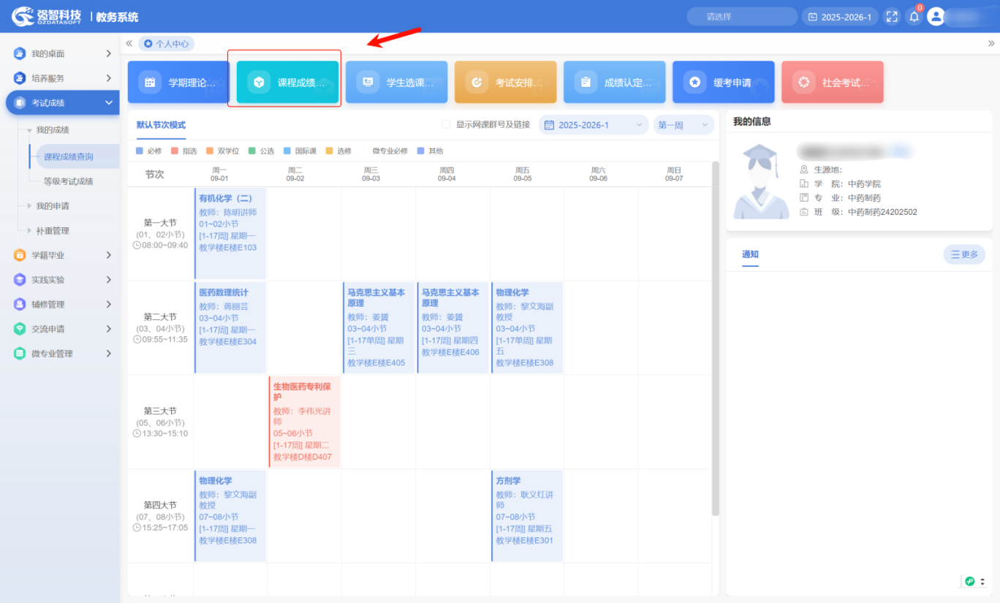 强智科技
QZDATASOFT
教务系统
请选择
2025-2026-1
0
我的桌面
培养服务
考试成绩
我的成绩
课程成绩查询
等级考试成绩
我的申请
补重管理
学籍毕业
实践实验
辅修管理
交流申请
微专业管理
个人中心
学期理论...
课程成绩...
学生选课...
考试安排...
成绩认定...
缓考申请
社会考试...
默认节次模式
显示网课群号及链接
2025-2026-1
第一周
必修 指选 双学位 公选 国际课 选修 微专业必修 其他
节次
周一
09-01
周二
09-02
周三
09-03
周四
09-04
周五
09-05
周六
09-06
周日
09-07
第一大节
(01、02小节)
08:00~09:40
有机化学（二）
教师：陈明讲师
01~02小节
[1-17周] 星期一
教学楼E楼E103
第二大节
(03、04小节)
09:55~11:35
医药数理统计
教师：蒋丽芸
03~04小节
[1-17周] 星期一
教学楼E楼E304
马克思主义基本
原理
教师：姜赟
03~04小节
[1-17单周] 星期
三
教学楼E楼E405
马克思主义基本
原理
教师：姜赟
03~04小节
[1-17周] 星期四
教学楼E楼E406
物理化学
教师：黎文海副
教授
03~04小节
[1-17单周] 星期
五
教学楼E楼E308
第三大节
(05、06小节)
13:30~15:10
生物医药专利保
护
教师：李伟光讲
师
05~06小节
[1-17周] 星期二
教学楼D楼D407
第四大节
(07、08小节)
15:25~17:05
物理化学
教师：黎文海副
教授
07~08小节
[1-17周] 星期一
教学楼E楼E308
方剂学
教师：耿义红讲
师
07~08小节
[1-17周] 星期五
教学楼E楼E301
我的信息
生源地:
学 院: 中药学院
专 业: 中药制药
班 级: 中药制药24202502
通知
更多